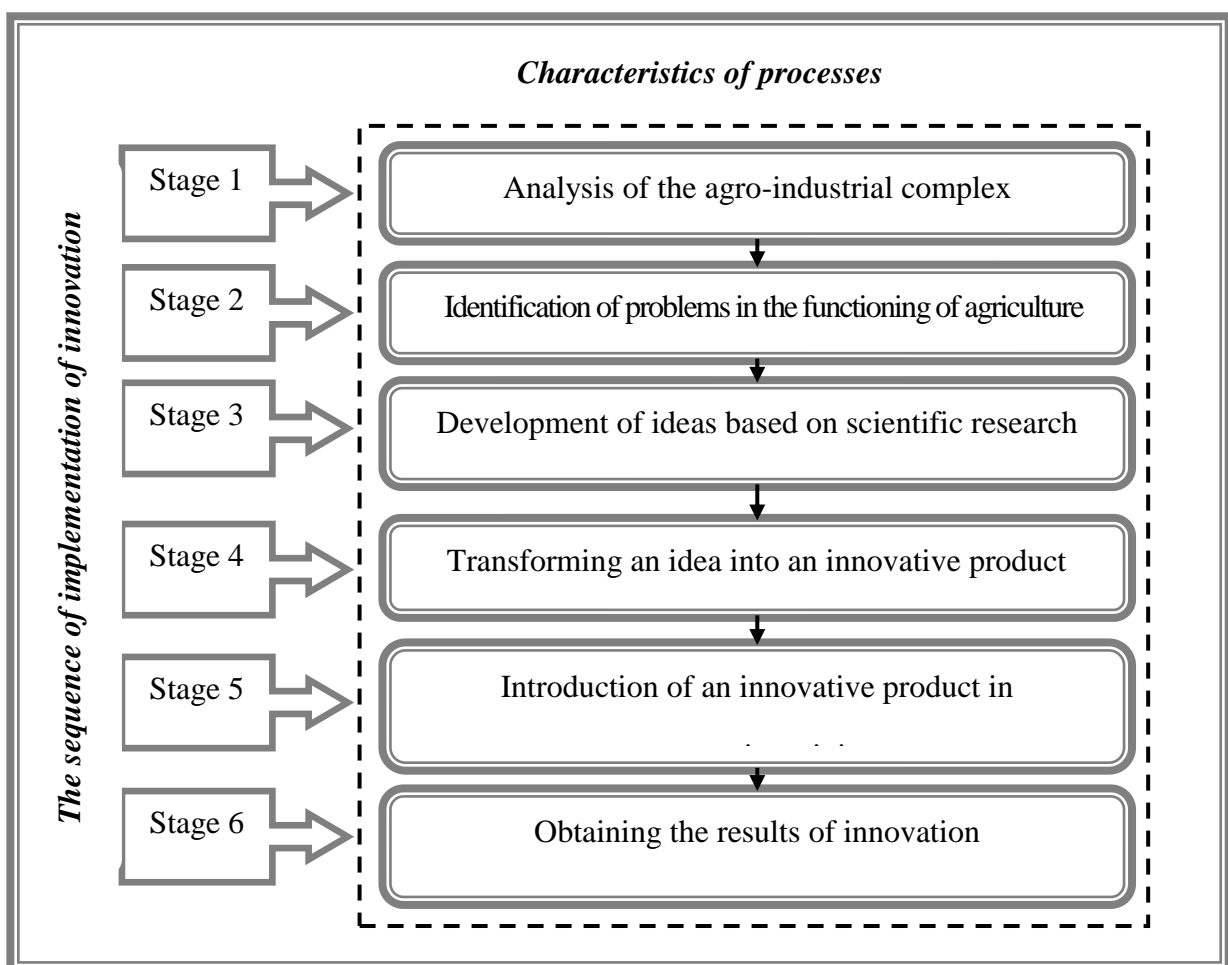 Characteristics of processes
The sequence of implementation of innovation
Stage 1
Analysis of the agro-industrial complex
Stage 2
Identification of problems in the functioning of agriculture
Stage 3
Development of ideas based on scientific research
Stage 4
Transforming an idea into an innovative product
Stage 5
Introduction of an innovative product in
Stage 6
Obtaining the results of innovation